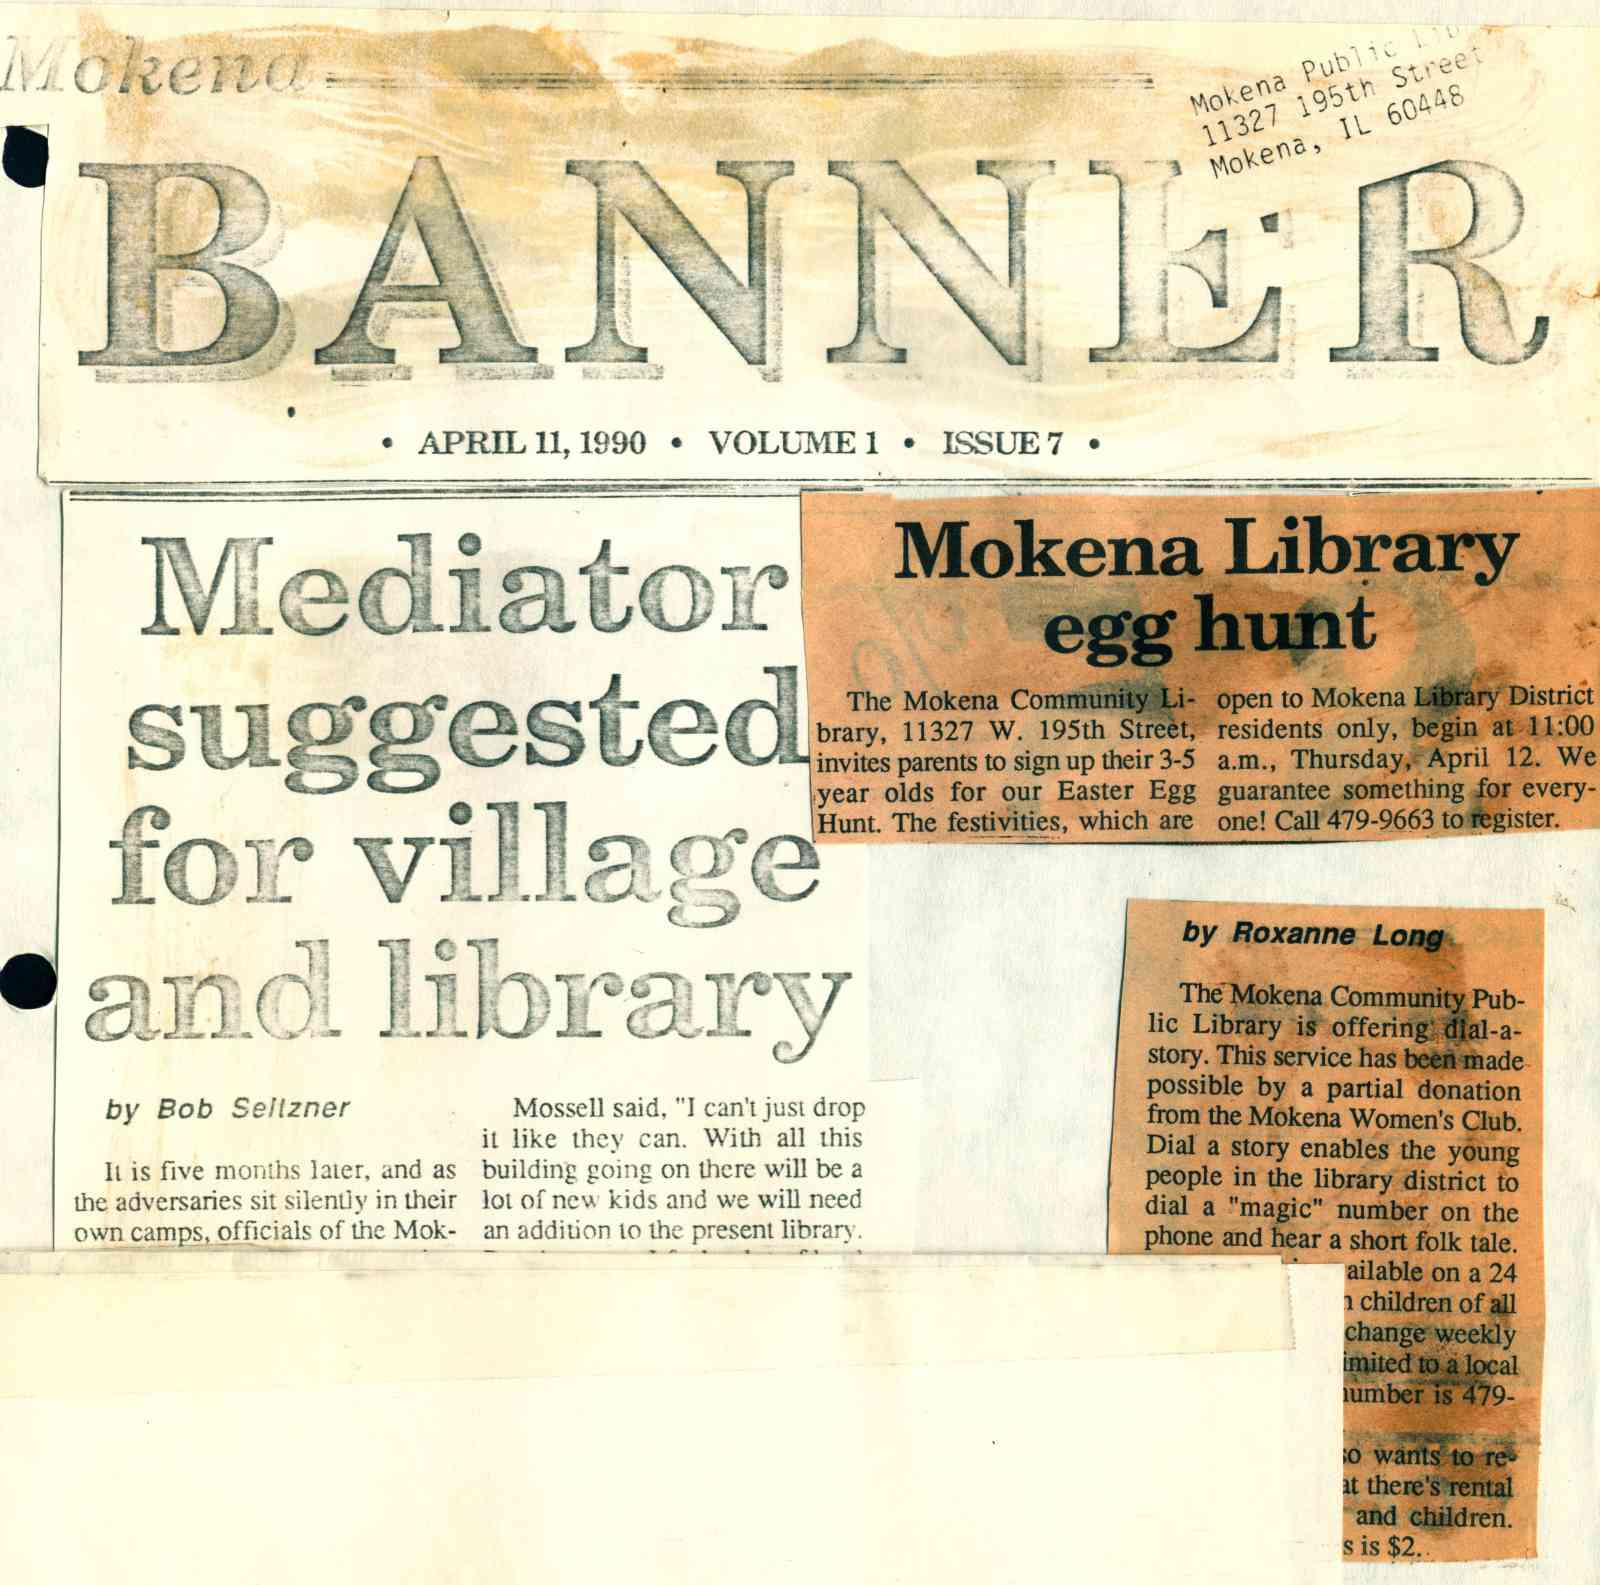 Mokena
Mokena Public Lib
11327 195th Street
Mokena, IL 60448
BANNER
• APRIL 11, 1990 • VOLUME 1 • ISSUE 7 •
Mediator
suggested
for village
and library
by Bob Seltzner
It is five months later, and as
the adversaries sit silently in their
own camps, officials of the Mok-
Mossell said, "I can't just drop
it like they can. With all this
building going on there will be a
lot of new kids and we will need
an addition to the present library.
Mokena Library
egg hunt
The Mokena Community Li-
brary, 11327 W. 195th Street,
invites parents to sign up their 3-5
year olds for our Easter Egg
Hunt. The festivities, which are
open to Mokena Library District
residents only, begin at 11:00
a.m., Thursday, April 12. We
guarantee something for every-
one! Call 479-9663 to register.
by Roxanne Long
The Mokena Community Pub-
lic Library is offering dial-a-
story. This service has been made
possible by a partial donation
from the Mokena Women's Club.
Dial a story enables the young
people in the library district to
dial a "magic" number on the
phone and hear a short folk tale.
ailable on a 24
children of all
change weekly
imited to a local
number is 479-
so wants to re-
at there's rental
and children.
s is $2.